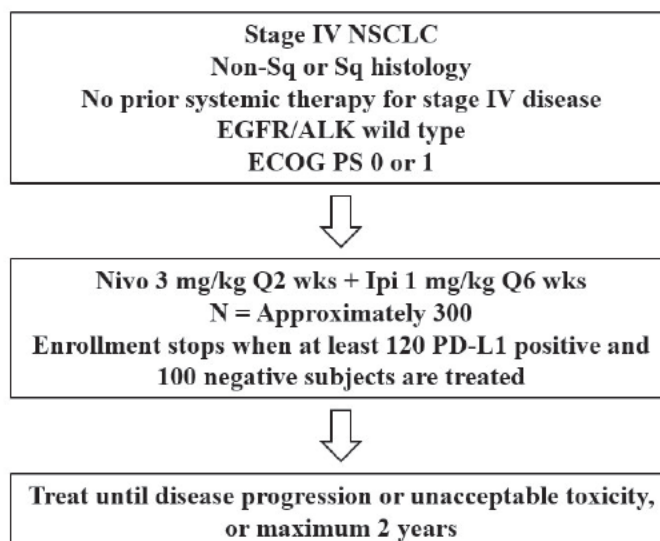 Stage IV NSCLC
Non-Sq or Sq histology
No prior systemic therapy for stage IV disease
EGFR/ALK wild type
ECOG PS 0 or 1
Nivo 3 mg/kg Q2 wks + Ipi 1 mg/kg Q6 wks
N = Approximately 300
Enrollment stops when at least 120 PD-L1 positive and
100 negative subjects are treated
Treat until disease progression or unacceptable toxicity,
or maximum 2 years